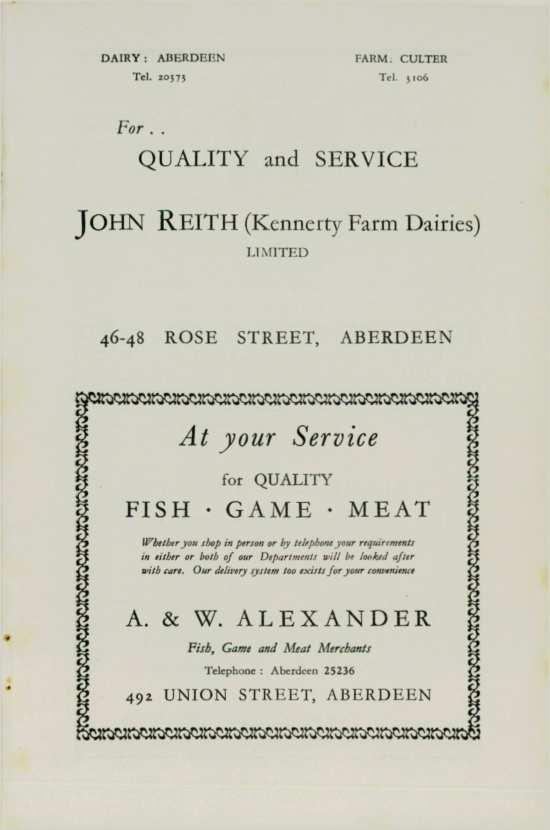 DAIRY: ABERDEEN
Tel. 20373
FARM. CULTER
Tel. 3106
For . .
QUALITY and SERVICE
JOHN REITH (Kennerty Farm Dairies)
LIMITED
46-48 ROSE STREET, ABERDEEN
At your Service
for QUALITY
FISH · GAME · MEAT
Whether you shop in person or by telephone your requirements
in either or both of our Departments will be looked after
with care. Our delivery system too exists for your convenience
A. & W. ALEXANDER
Fish, Game and Meat Merchants
Telephone : Aberdeen 25236
492 UNION STREET, ABERDEEN